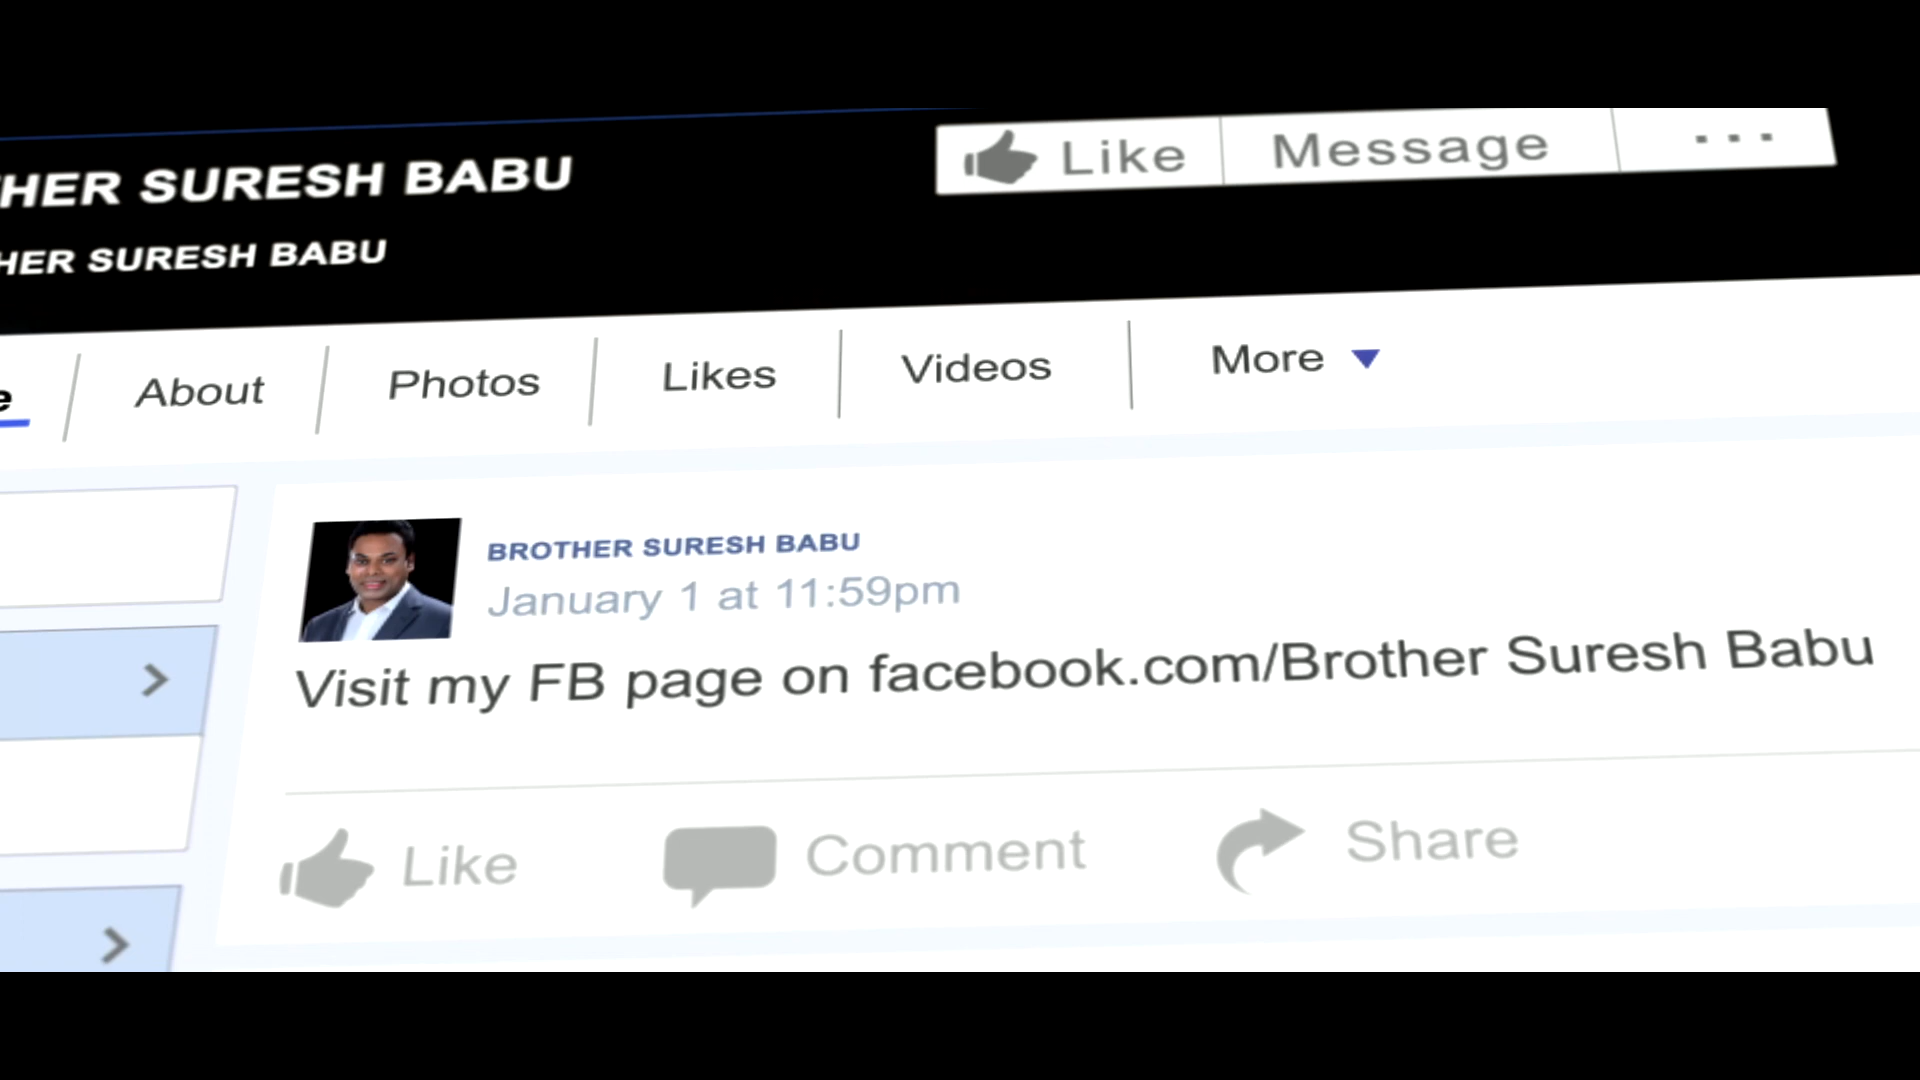 THER SURESH BABU
HER SURESH BABU
Like
Message
...
e
About
Photos
Likes
Videos
More
BROTHER SURESH BABU
January 1 at 11:59pm
Visit my FB page on facebook.com/Brother Suresh Babu
Like
Comment
Share